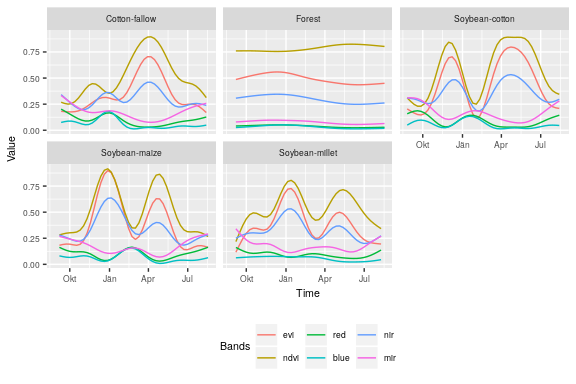 Cotton-fallow Forest Soybean-cotton
0.75
0.50
0.25
0.00
Okt Jan Apr Jul
Soybean-maize Soybean-millet
0.75
0.50
0.25
0.00
Okt Jan Apr Jul Okt Jan Apr Jul
Value
Time
Bands
evi red nir
ndvi blue mir